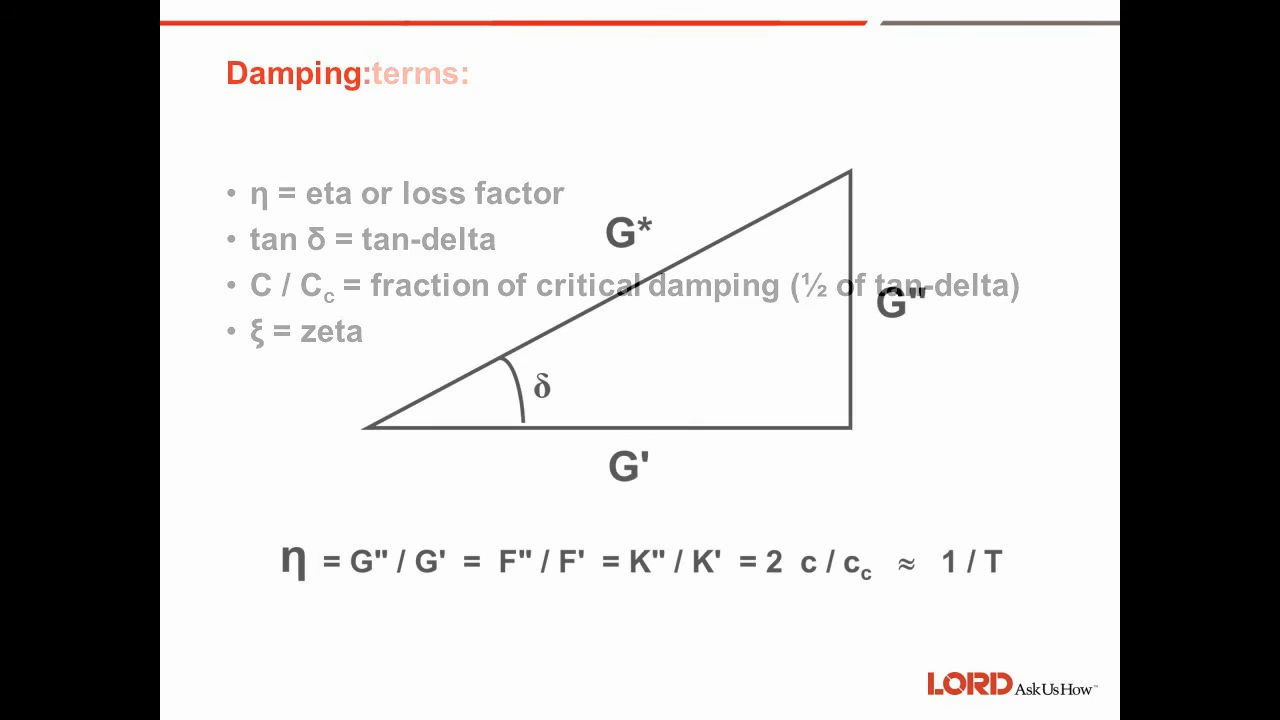 Damping:terms:
• η = eta or loss factor
G*
• tan δ = tan-delta
• C / Cc = fraction of critical damping (½ of tan-delta)
G"
• ξ = zeta
δ
G'
η = G" / G' = F" / F' = K" / K' = 2 c / cc ≈ 1 / T
LORD AskUsHow™